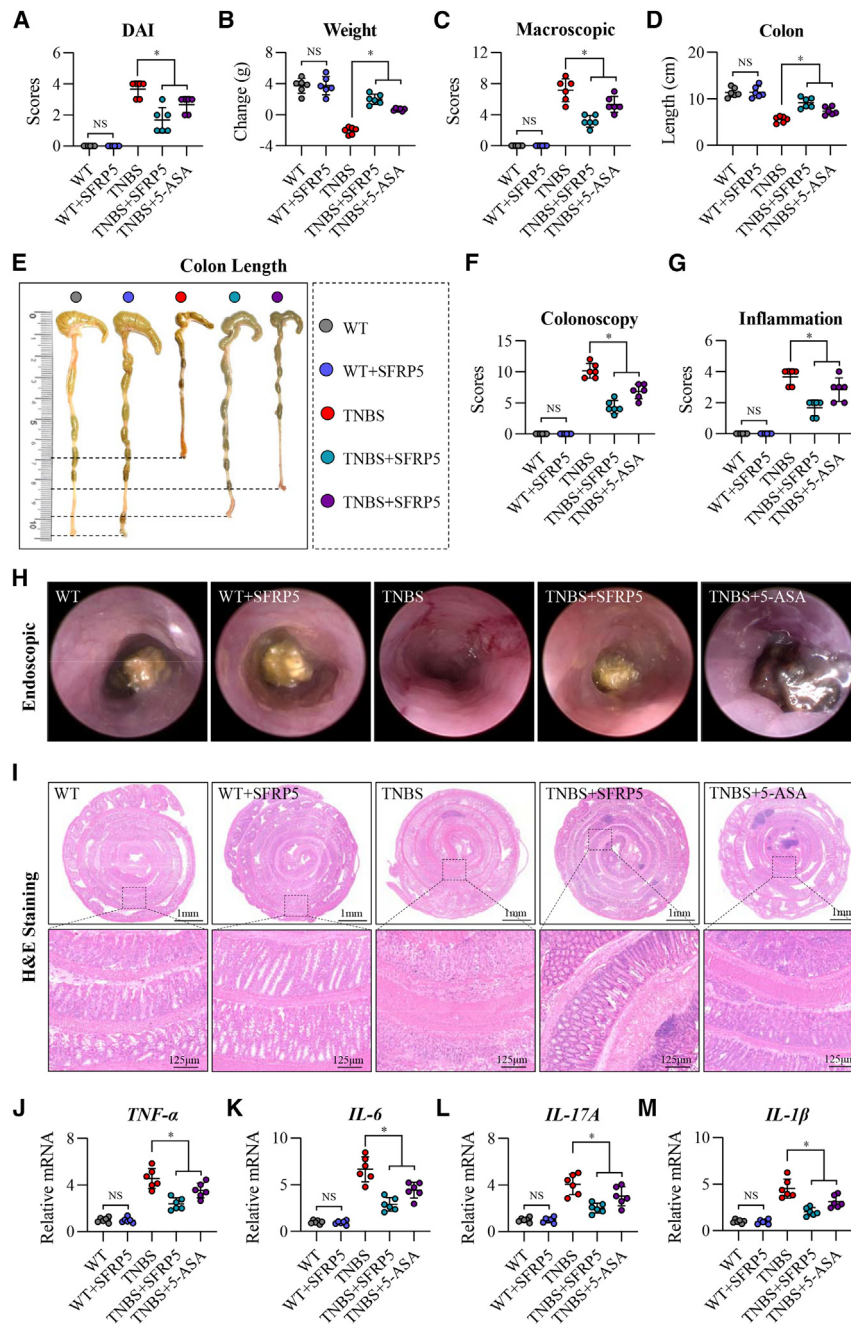 A
DAI
Scores
6
4
2
0
NS
*
WT
WT+SFRP5
TNBS
TNBS+SFRP5
TNBS+5-ASA
B
Weight
Change (g)
8
4
0
-4
NS
*
WT
WT+SFRP5
TNBS
TNBS+SFRP5
TNBS+5-ASA
C
Macroscopic
Scores
12
8
4
0
NS
*
WT
WT+SFRP5
TNBS
TNBS+SFRP5
TNBS+5-ASA
D
Colon
Length (cm)
20
10
0
NS
*
WT
WT+SFRP5
TNBS
TNBS+SFRP5
TNBS+5-ASA
E
Colon Length
0
1
2
3
4
5
6
7
8
9
10
WT
WT+SFRP5
TNBS
TNBS+SFRP5
TNBS+SFRP5
F
Colonoscopy
Scores
15
10
5
0
NS
*
WT
WT+SFRP5
TNBS
TNBS+SFRP5
TNBS+5-ASA
G
Inflammation
Scores
6
4
2
0
NS
*
WT
WT+SFRP5
TNBS
TNBS+SFRP5
TNBS+5-ASA
H
Endoscopic
WT
WT+SFRP5
TNBS
TNBS+SFRP5
TNBS+5-ASA
I
H&E Staining
WT
WT+SFRP5
TNBS
TNBS+SFRP5
TNBS+5-ASA
1mm
1mm
1mm
1mm
1mm
125μm
125μm
125μm
125μm
125μm
J
TNF-α
Relative mRNA
8
4
0
NS
*
WT
WT+SFRP5
TNBS
TNBS+SFRP5
TNBS+5-ASA
K
IL-6
Relative mRNA
10
5
0
NS
*
WT
WT+SFRP5
TNBS
TNBS+SFRP5
TNBS+5-ASA
L
IL-17A
Relative mRNA
8
4
0
NS
*
WT
WT+SFRP5
TNBS
TNBS+SFRP5
TNBS+5-ASA
M
IL-1β
Relative mRNA
10
5
0
NS
*
WT
WT+SFRP5
TNBS
TNBS+SFRP5
TNBS+5-ASA